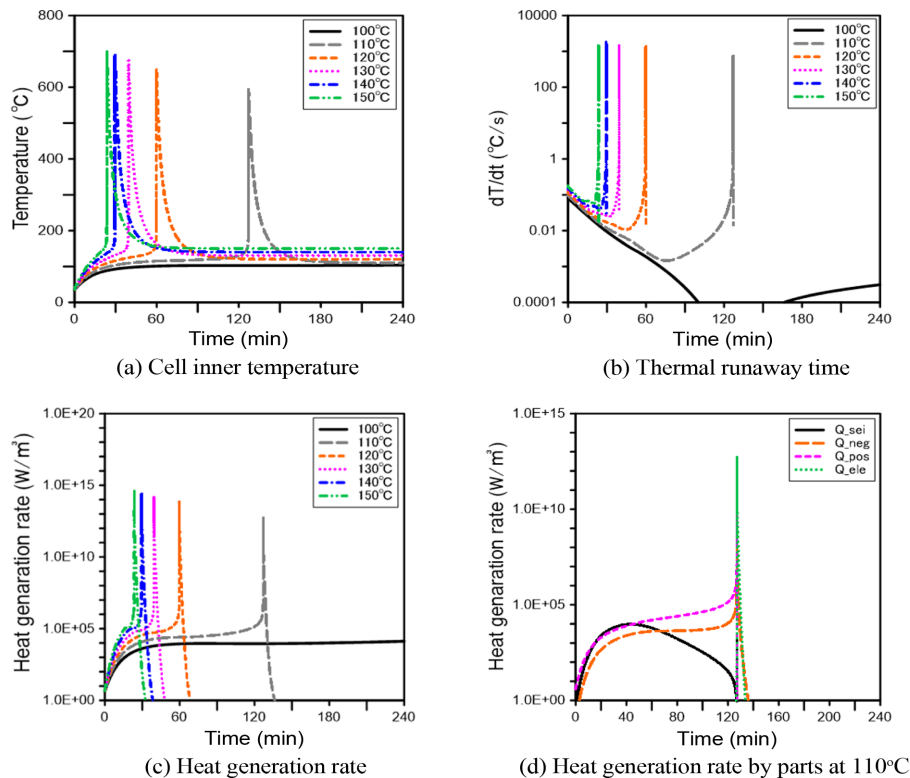 800
600
400
200
0
Temperature (℃)
0 60 120 180 240
Time (min)
100℃
110℃
120℃
130℃
140℃
150℃
(a) Cell inner temperature
10000
100
1
0.01
0.0001
dT/dt (℃/s)
0 60 120 180 240
Time (min)
100℃
110℃
120℃
130℃
140℃
150℃
(b) Thermal runaway time
1.0E+20
1.0E+15
1.0E+10
1.0E+05
1.0E+00
Heat genaration rate (W/㎥)
0 60 120 180 240
Time (min)
100℃
110℃
120℃
130℃
140℃
150℃
(c) Heat generation rate
1.0E+15
1.0E+10
1.0E+05
1.0E+00
Heat genaration rate (W/㎥)
0 40 80 120 160 200 240
Time (min)
Q_sei
Q_neg
Q_pos
Q_ele
(d) Heat generation rate by parts at 110°C